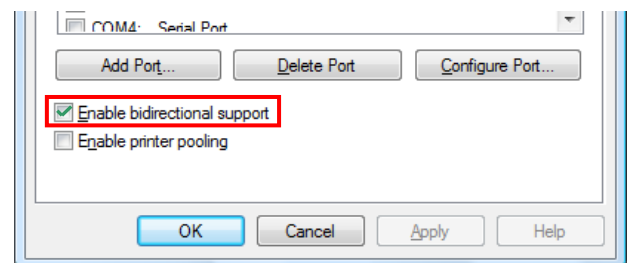 COM4: Serial Port
Add Port... Delete Port Configure Port...
Enable bidirectional support
Enable printer pooling
OK Cancel Apply Help